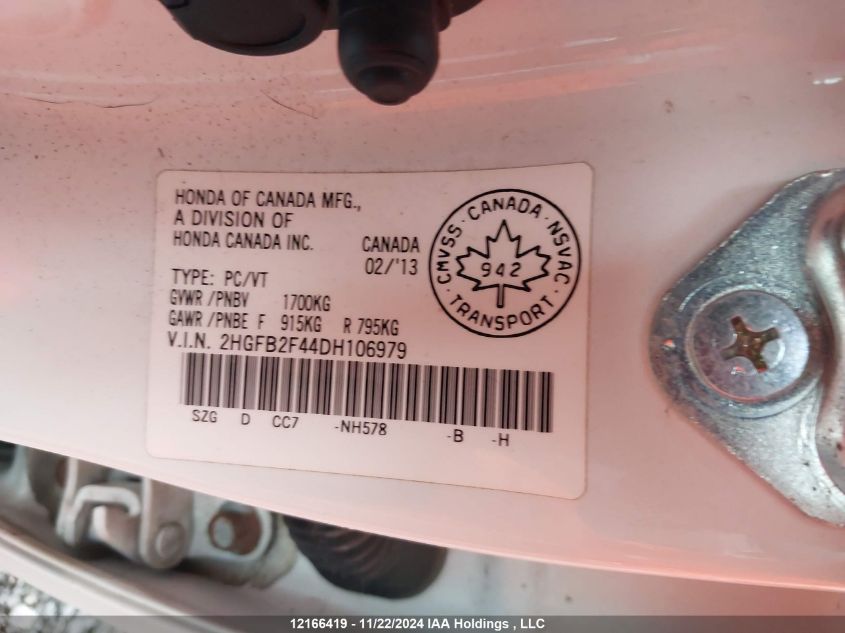 HONDA OF CANADA MFG.,
A DIVISION OF
HONDA CANADA INC. CANADA
02/'13
TYPE: PC/VT
GVWR /PNBV 1700KG
GAWR /PNBE F 915KG R 795KG
V.I.N. 2HGFB2F44DH106979
SZG D CC7 -NH578 -B -H
CMVSS · CANADA · NSVAC
942
· TRANSPORT ·
12166419 - 11/22/2024 IAA Holdings , LLC